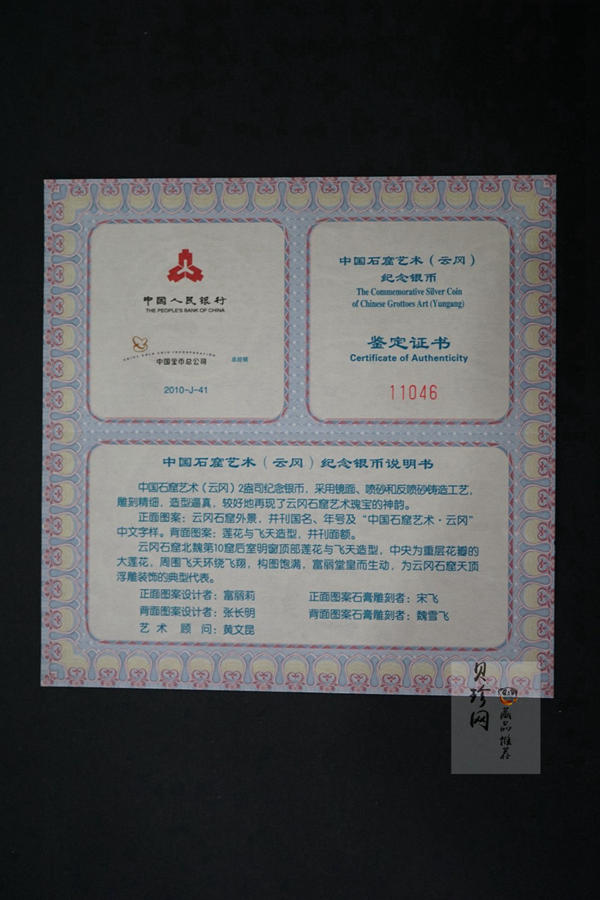 中国人民银行
THE PEOPLE'S BANK OF CHINA
CHINA GOLD COIN INCORPORATION
中国金币总公司 总经销
2010-J-41
中国石窟艺术（云冈）
纪念银币
The Commemorative Silver Coin
of Chinese Grottoes Art (Yungang)
鉴定证书
Certificate of Authenticity
11046
中国石窟艺术（云冈）纪念银币说明书
中国石窟艺术（云冈）2盎司纪念银币，采用镜面、喷砂和反喷砂铸造工艺，
雕刻精细，造型逼真，较好地再现了云冈石窟艺术瑰宝的神韵。
正面图案：云冈石窟外景，并刊国名、年号及“中国石窟艺术·云冈”
中文字样。背面图案：莲花与飞天造型，并刊面额。
云冈石窟北魏第10窟后室明窗顶部莲花与飞天造型，中央为重层花瓣的
大莲花，周围飞天环绕飞翔，构图饱满，富丽堂皇而生动，为云冈石窟天顶
浮雕装饰的典型代表。
正面图案设计者：富丽莉 正面图案石膏雕刻者：宋飞
背面图案设计者：张长明 背面图案石膏雕刻者：魏雪飞
艺术顾问：黄文昆
贝珍网
藏品推荐